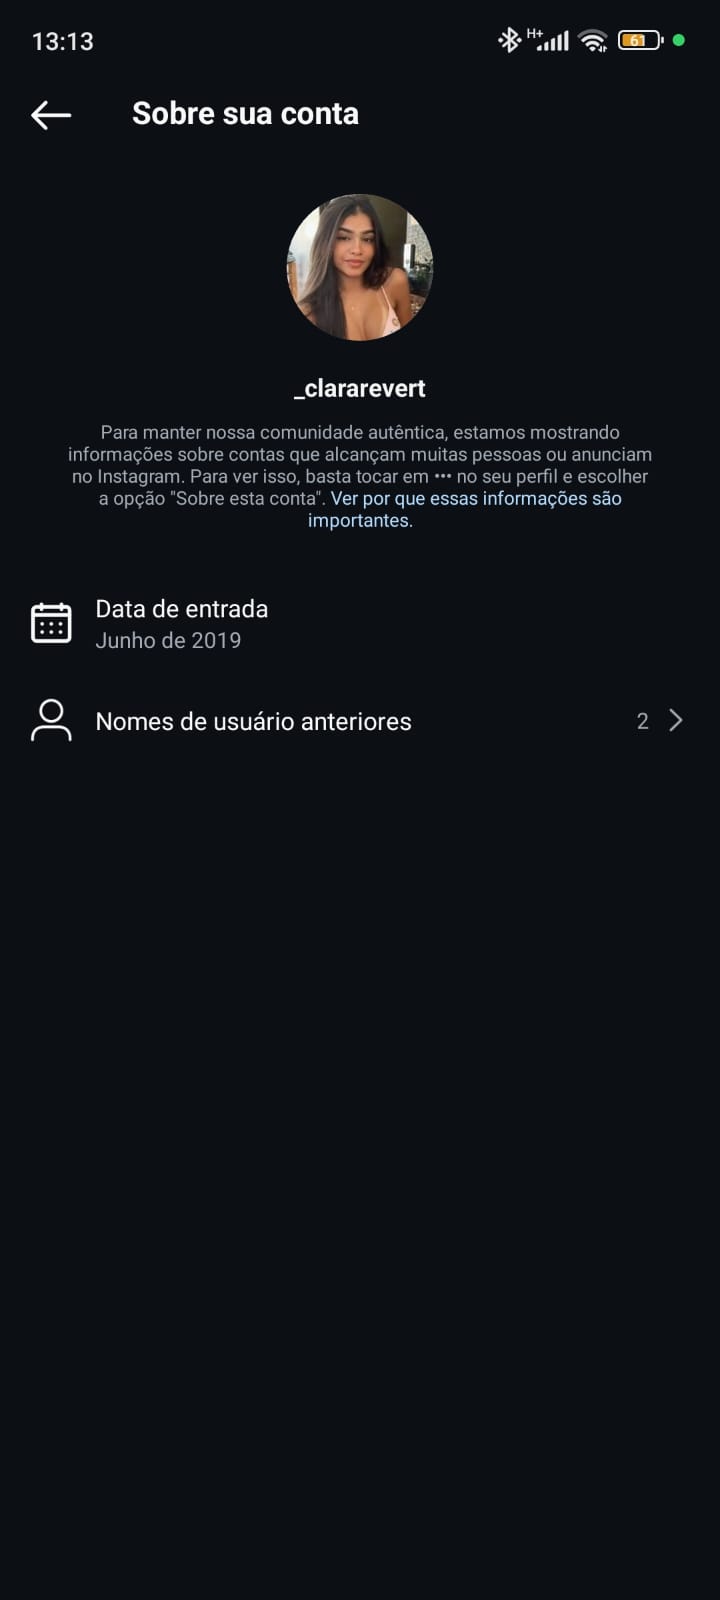 13:13
H+
61
Sobre sua conta
_clararevert
Para manter nossa comunidade autêntica, estamos mostrando
informações sobre contas que alcançam muitas pessoas ou anunciam
no Instagram. Para ver isso, basta tocar em ••• no seu perfil e escolher
a opção "Sobre esta conta". Ver por que essas informações são
importantes.
Data de entrada
Junho de 2019
Nomes de usuário anteriores
2